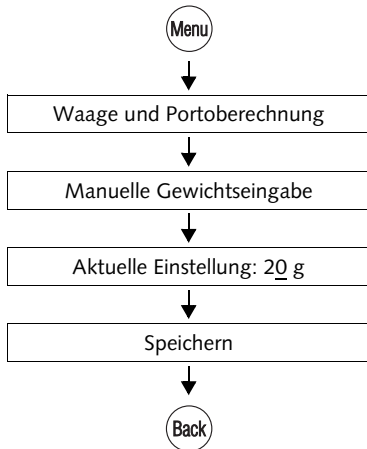 Menu
Waage und Portoberechnung
Manuelle Gewichtseingabe
Aktuelle Einstellung: 20 g
Speichern
Back